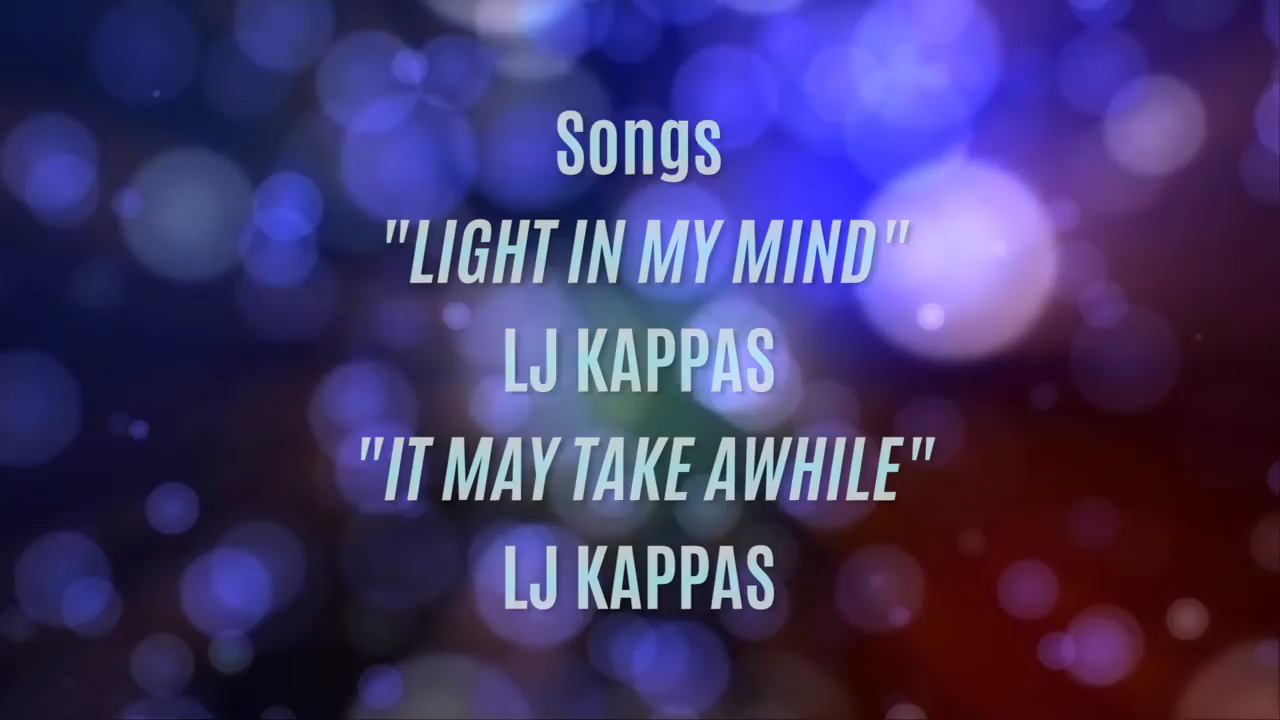 Songs
"LIGHT IN MY MIND"
LJ KAPPAS
"IT MAY TAKE AWHILE"
LJ KAPPAS